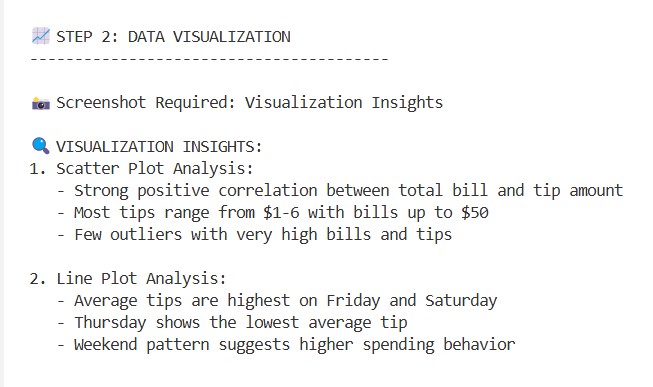 📈 STEP 2: DATA VISUALIZATION
----------------------------------------
📸 Screenshot Required: Visualization Insights
🔍 VISUALIZATION INSIGHTS:
1. Scatter Plot Analysis:
- Strong positive correlation between total bill and tip amount
- Most tips range from $1-6 with bills up to $50
- Few outliers with very high bills and tips
2. Line Plot Analysis:
- Average tips are highest on Friday and Saturday
- Thursday shows the lowest average tip
- Weekend pattern suggests higher spending behavior